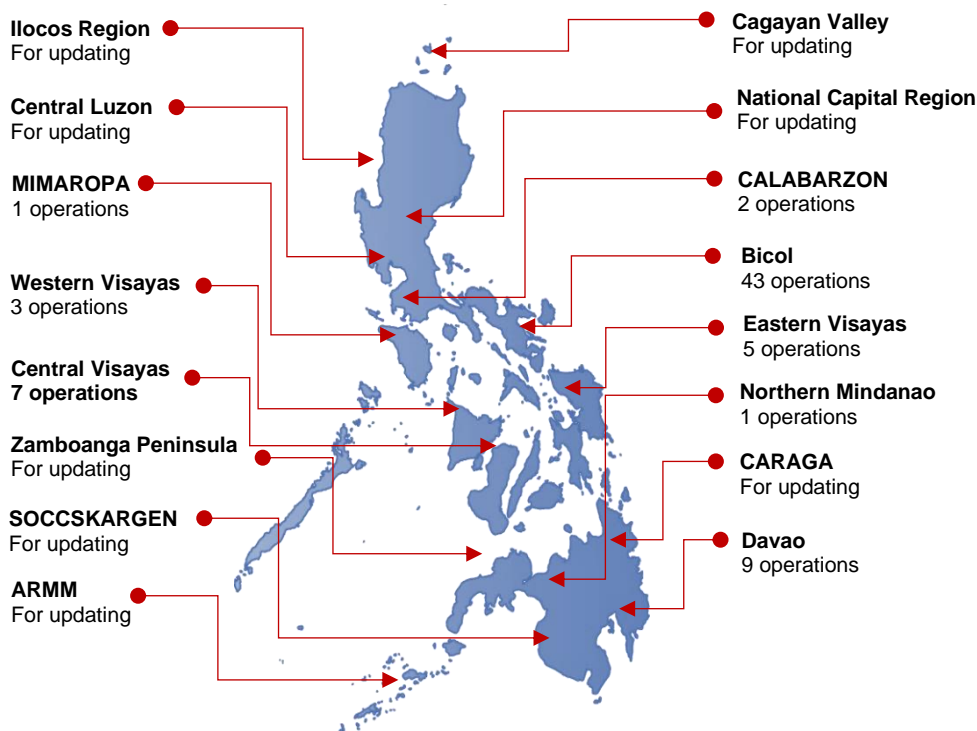 Ilocos Region
For updating
Central Luzon
For updating
MIMAROPA
1 operations
Western Visayas
3 operations
Central Visayas
7 operations
Zamboanga Peninsula
For updating
SOCCSKARGEN
For updating
ARMM
For updating
Cagayan Valley
For updating
National Capital Region
For updating
CALABARZON
2 operations
Bicol
43 operations
Eastern Visayas
5 operations
Northern Mindanao
1 operations
CARAGA
For updating
Davao
9 operations